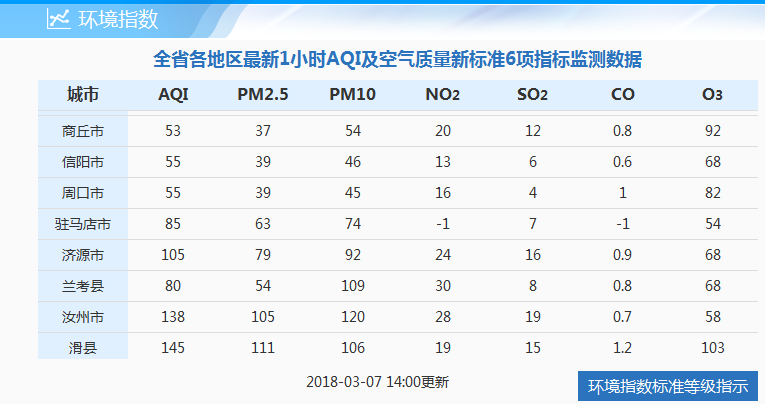 环境指数
全省各地区最新1小时AQI及空气质量新标准6项指标监测数据
城市 AQI PM2.5 PM10 NO2 SO2 CO O3
商丘市 53 37 54 20 12 0.8 92
信阳市 55 39 46 13 6 0.6 68
周口市 55 39 45 16 4 1 82
驻马店市 85 63 74 -1 7 -1 54
济源市 105 79 92 24 16 0.9 68
兰考县 80 54 109 30 8 0.8 68
汝州市 138 105 120 28 19 0.7 58
滑县 145 111 106 19 15 1.2 103
2018-03-07 14:00更新
环境指数标准等级指示